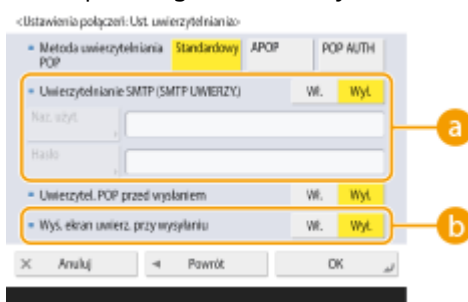 <Ustawienia połączeń: Ust. uwierzytelniania>
Metoda uwierzytelniania POP Standardowy APOP POP AUTH
Uwierzytelnianie SMTP (SMTP UWIERZY.) Wł. Wył.
Naz. użyt.
Hasło
a
Uwierzytel. POP przed wysłaniem Wł. Wył.
Wyś. ekran uwierz. przy wysyłaniu Wł. Wył.
b
Anuluj Powrót OK